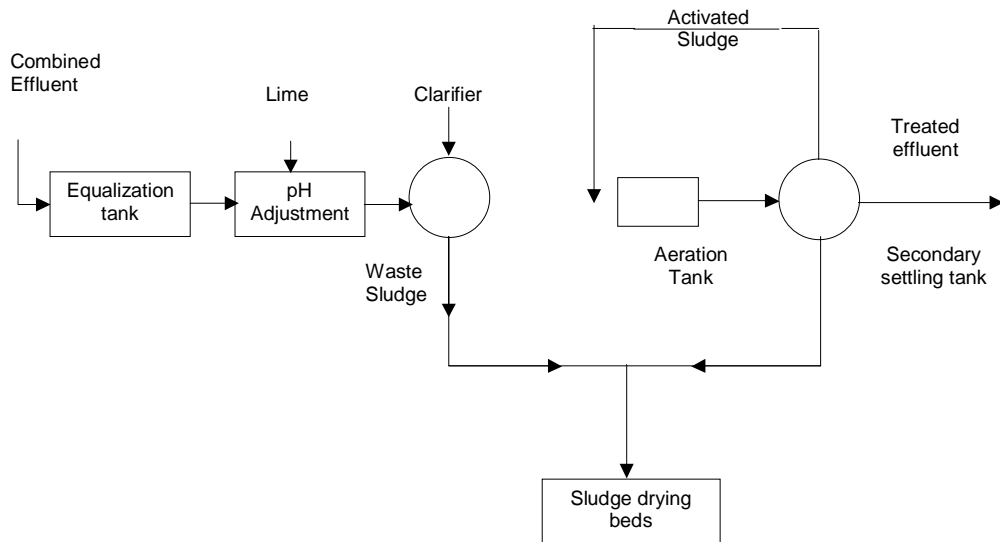 Activated
Sludge
Combined
Effluent
Lime
Clarifier
Treated
effluent
Equalization
tank
pH
Adjustment
Aeration
Tank
Secondary
settling tank
Waste
Sludge
Sludge drying
beds